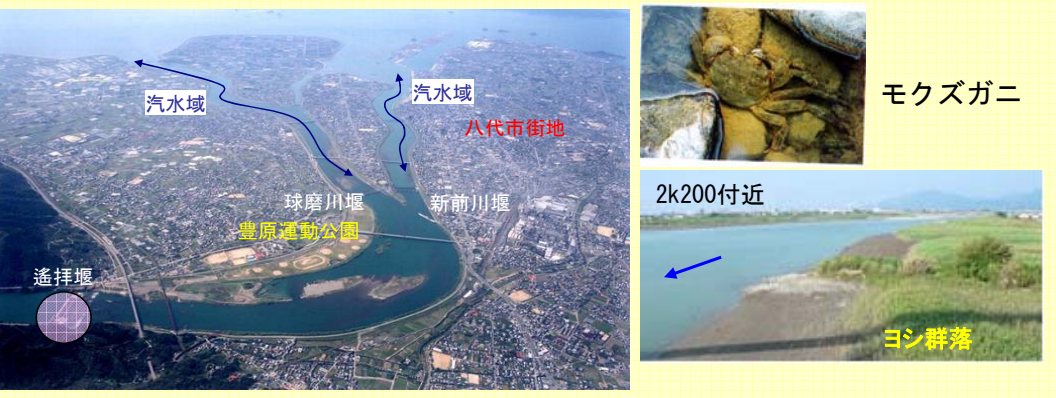 汽水域
汽水域
八代市街地
球磨川堰
新前川堰
豊原運動公園
遙拝堰
モクズガニ
2k200付近
ヨシ群落